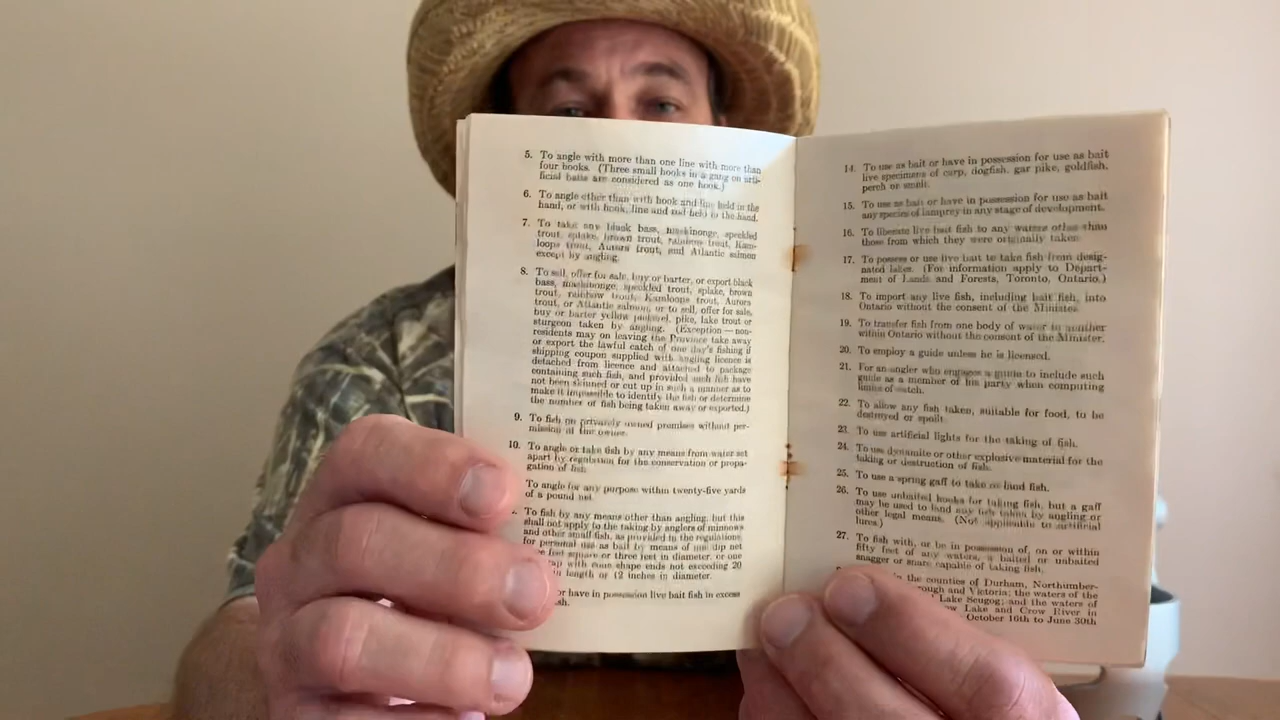 5. To angle with more than one line with more than
four hooks. (Three small hooks in a gang on arti-
ficial baits are considered as one hook.)
6. To angle other than with hook and line held in the
hand, or with hook, line and rod held in the hand.
7. To take any black bass, maskinonge, speckled
trout, splake, brown trout, rainbow trout, Kam-
loops trout, Aurora trout, and Atlantic salmon
except by angling.
8. To sell, offer for sale, buy or barter, or export black
bass, maskinonge, speckled trout, splake, brown
trout, rainbow trout, Kamloops trout, Aurora
trout, or Atlantic salmon, or to sell, offer for sale,
buy or barter yellow pickerel, pike, lake trout or
sturgeon taken by angling. (Exception — non-
residents may on leaving the Province take away
or export the lawful catch of one day's fishing if
shipping coupon supplied with angling licence is
detached from licence and attached to package
containing such fish, and provided such fish have
not been skinned or cut up in such a manner as to
make it impossible to identify the fish or determine
the number of fish being taken away or exported.)
9. To fish on privately owned premises without per-
mission of the owner.
10. To angle or take fish by any means from water set
apart by regulation for the conservation or propa-
gation of fish.
To angle for any purpose within twenty-five yards
of a pound net.
To fish by any means other than angling, but this
shall not apply to the taking by anglers of minnows
and other small fish, as provided in the regulations
for personal use as bait by means of one dip net
feet square or three feet in diameter, or one
with cone shape ends not exceeding 20
in length or 12 inches in diameter.
or have in possession live bait fish in excess
14. To use as bait or have in possession for use as bait
live specimens of carp, dogfish, gar pike, goldfish,
perch or smelt.
15. To use as bait or have in possession for use as bait
any species of lamprey in any stage of development.
16. To liberate live bait fish to any waters other than
those from which they were originally taken.
17. To possess or use live bait to take fish from desig-
nated lakes. (For information apply to Depart-
ment of Lands and Forests, Toronto, Ontario.)
18. To import any live fish, including bait fish, into
Ontario without the consent of the Minister.
19. To transfer fish from one body of water to another
within Ontario without the consent of the Minister.
20. To employ a guide unless he is licensed.
21. For an angler who engages a guide to include such
guide as a member of his party when computing
limits of catch.
22. To allow any fish taken, suitable for food, to be
destroyed or spoilt.
23. To use artificial lights for the taking of fish.
24. To use dynamite or other explosive material for the
taking or destruction of fish.
25. To use a spring gaff to take or land fish.
26. To use unbaited hooks for taking fish, but a gaff
may be used to land any fish taken by angling or
other legal means. (Not applicable to artificial
lures.)
27. To fish with, or be in possession of, on or within
fifty feet of any waters, a baited or unbaited
snagger or snare capable of taking fish.
in the counties of Durham, Northumber-
and Victoria; the waters of
Lake Scugog; and the waters of
Lake and Crow River in
October 16th to June 30th